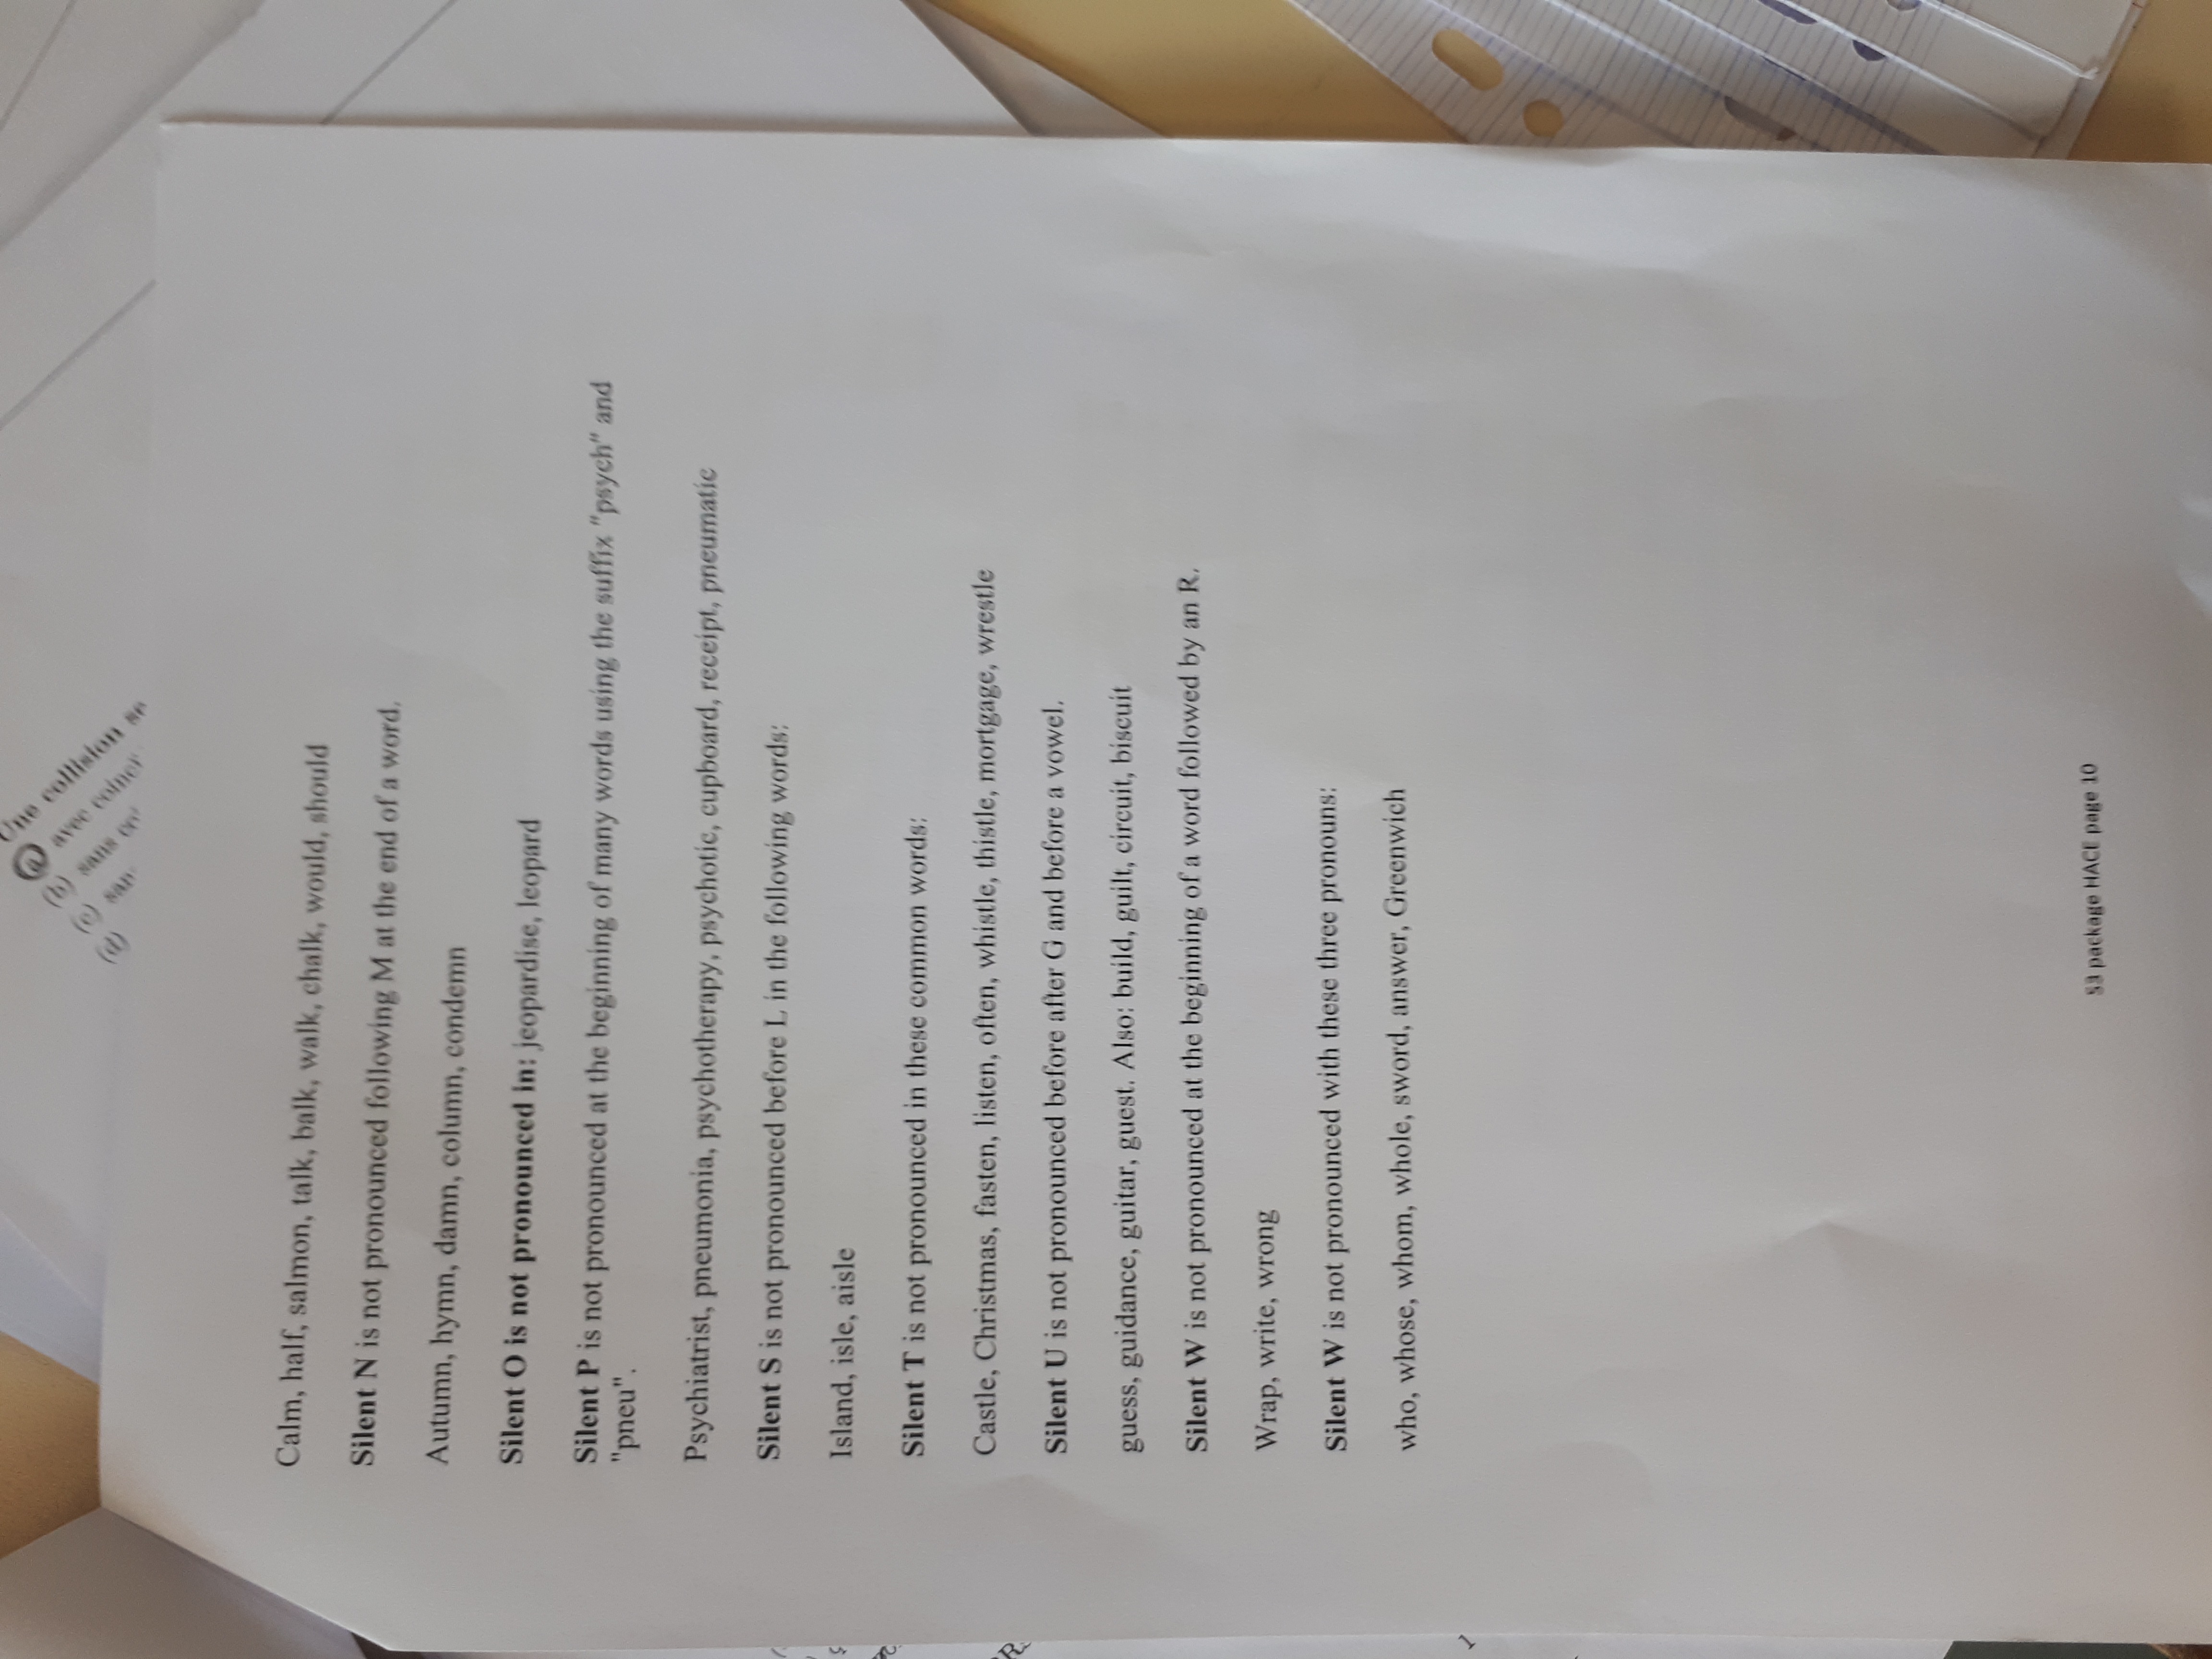 Calm, half, salmon, talk, balk, walk, chalk, would, should
Silent N is not pronounced following M at the end of a word.
Autumn, hymn, damn, column, condemn
Silent O is not pronounced in: jeopardise, leopard
Silent P is not pronounced at the beginning of many words using the suffix "psych" and
"pneu".
Psychiatrist, pneumonia, psychotherapy, psychotic, cupboard, receipt, pneumatic
Silent S is not pronounced before L in the following words:
Island, isle, aisle
Silent T is not pronounced in these common words:
Castle, Christmas, fasten, listen, often, whistle, thistle, mortgage, wrestle
Silent U is not pronounced before after G and before a vowel.
guess, guidance, guitar, guest. Also: build, guilt, circuit, biscuit
Silent W is not pronounced at the beginning of a word followed by an R.
Wrap, write, wrong
Silent W is not pronounced with these three pronouns:
who, whose, whom, whole, sword, answer, Greenwich
S3 package HACE page 10
Une collision
(a) avec
(b) sans
(c)
(d)